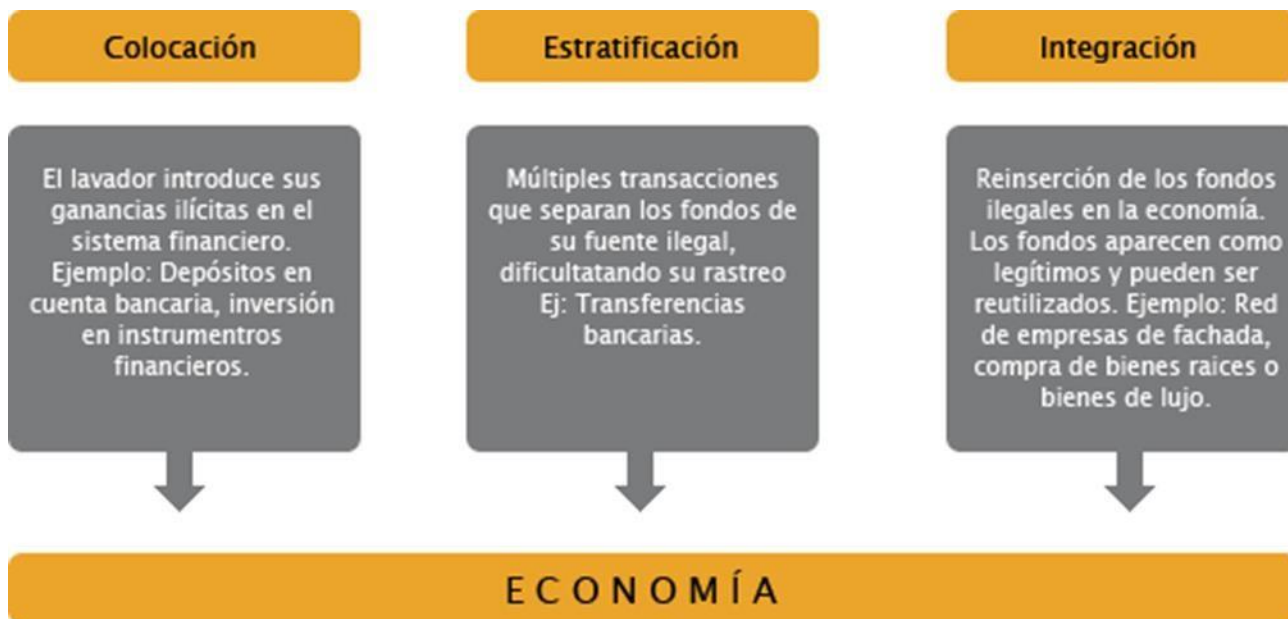 Colocación
El lavador introduce sus
ganancias ilícitas en el
sistema financiero.
Ejemplo: Depósitos en
cuenta bancaria, inversión
en instrumentros
financieros.
Estratificación
Múltiples transacciones
que separan los fondos de
su fuente ilegal,
dificultatando su rastreo
Ej: Transferencias
bancarias.
Integración
Reinserción de los fondos
ilegales en la economía.
Los fondos aparecen como
legítimos y pueden ser
reutilizados. Ejemplo: Red
de empresas de fachada,
compra de bienes raices o
bienes de lujo.
ECONOMÍA